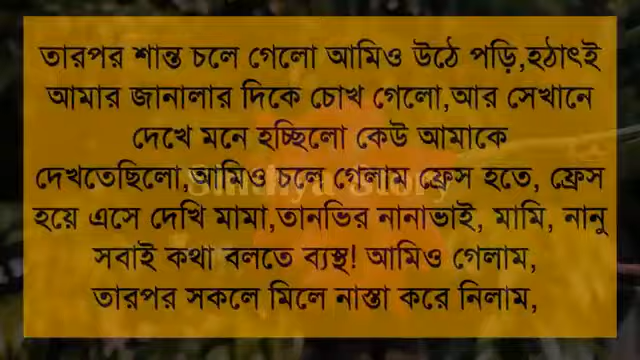 তারপর শান্ত চলে গেলো আমিও উঠে পড়ি,হঠাৎই
আমার জানালার দিকে চোখ গেলো,আর সেখানে
দেখে মনে হচ্ছিলো কেউ আমাকে
দেখতেছিলো,আমিও চলে গেলাম ফ্রেস হতে, ফ্রেস
হয়ে এসে দেখি মামা,তানভির নানাভাই, মামি, নানু
সবাই কথা বলতে ব্যস্থ! আমিও গেলাম,
তারপর সকলে মিলে নাস্তা করে নিলাম,